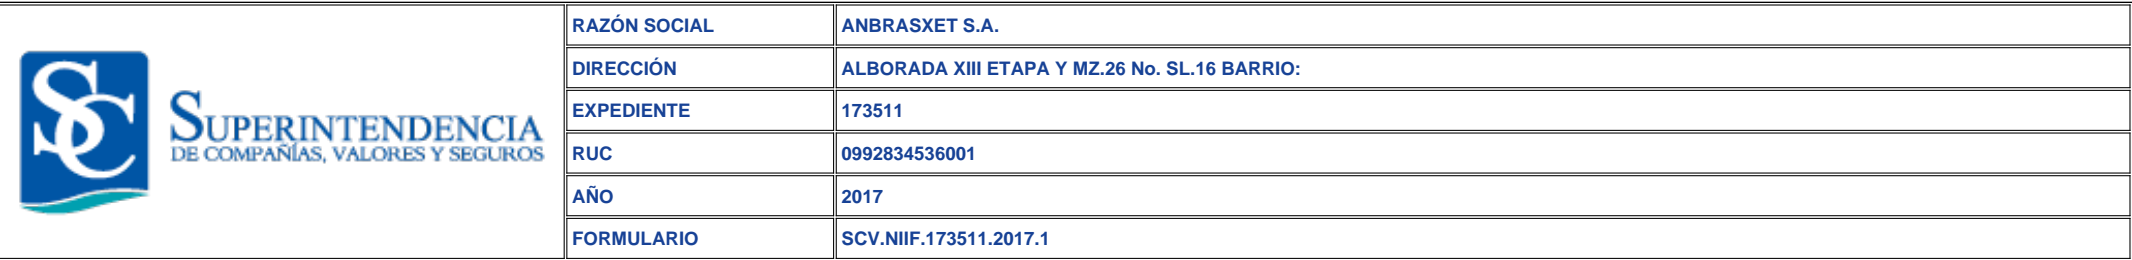 SC
SUPERINTENDENCIA
DE COMPAÑÍAS, VALORES Y SEGUROS
RAZÓN SOCIAL ANBRASXET S.A.
DIRECCIÓN ALBORADA XIII ETAPA Y MZ.26 No. SL.16 BARRIO:
EXPEDIENTE 173511
RUC 0992834536001
AÑO 2017
FORMULARIO SCV.NIIF.173511.2017.1